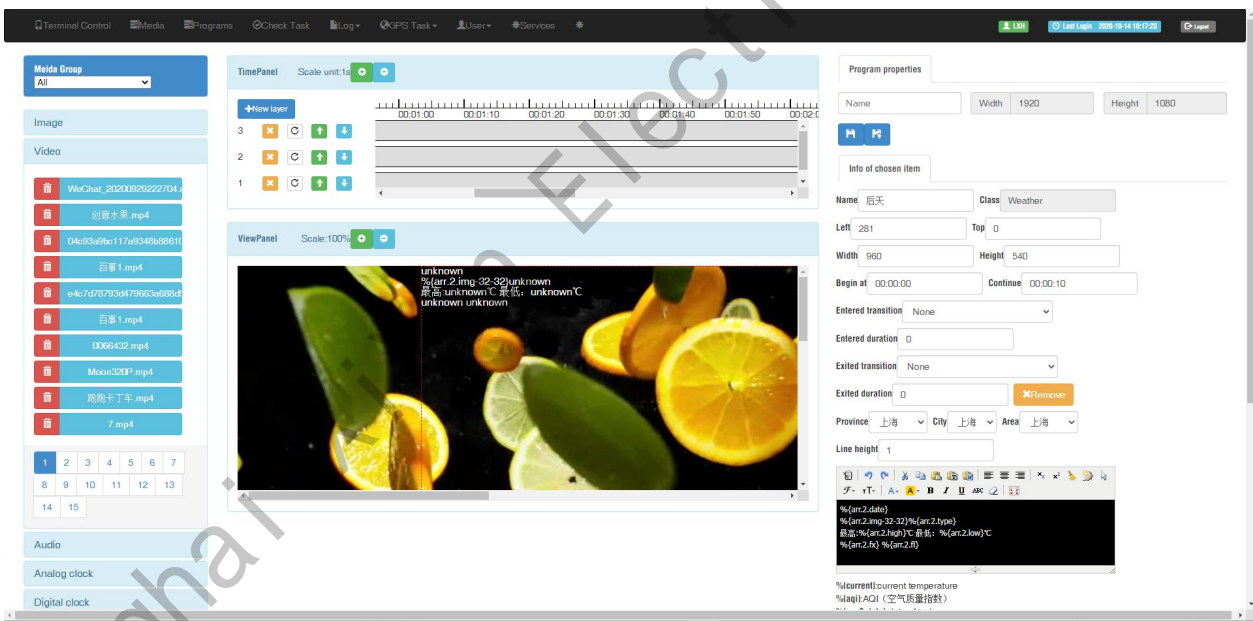 Terminal Control Media Programs Check Task Log GPS Task User Services
LXH Last Login 2020-10-14 16:17:23 Logout
Meida Group
All
Image
Video
WeChat_20200929222704.
创意水果.mp4
04c93a9bc117a9348b8861
百事1.mp4
e4c7d78793d479663a688d
百事1.mp4
0066432.mp4
Moon320P.mp4
跑跑卡丁车.mp4
7.mp4
1 2 3 4 5 6 7
8 9 10 11 12 13
14 15
Audio
Analog clock
Digital clock
TimePanel Scale unit:1s
New layer
00:01:00 00:01:10 00:01:20 00:01:30 00:01:40 00:01:50 00:02:0
3
2
1
ViewPanel Scale:100%
unknown
%{arr.2.img-32-32}unknown
最高:unknown℃ 最低：unknown℃
unknown unknown
Program properties
Name Width 1920 Height 1080
Info of chosen item
Name 后天 Class Weather
Left 281 Top 0
Width 960 Height 540
Begin at 00:00:00 Continue 00:00:10
Entered transition None
Entered duration 0
Exited transition None
Exited duration 0 Remove
Province 上海 City 上海 Area 上海
Line height 1
%{arr.2.date}
%{arr.2.img-32-32}%{arr.2.type}
最高:%{arr.2.high}℃ 最低：%{arr.2.low}℃
%{arr.2.fx} %{arr.2.fl}
%{current}:current temperature
%{aqi}:AQI（空气质量指数）